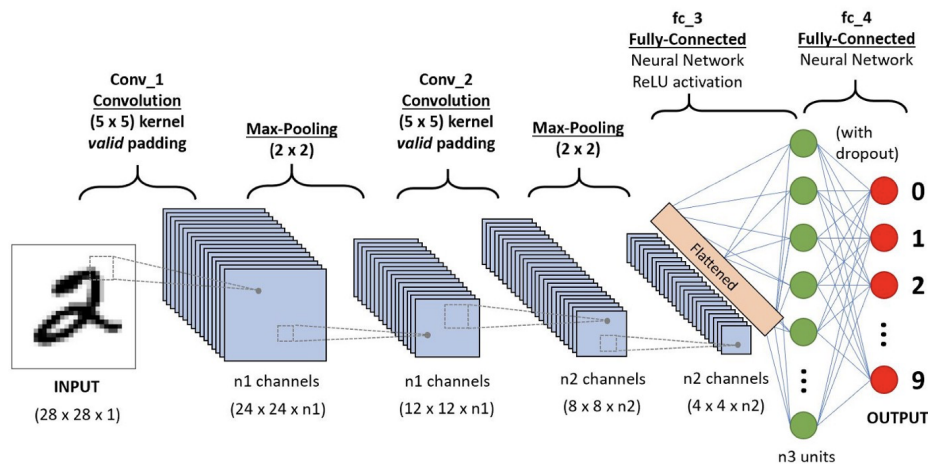 fc_3
Fully-Connected
Neural Network
ReLU activation
fc_4
Fully-Connected
Neural Network
Conv_1
Convolution
(5 x 5) kernel
valid padding
Max-Pooling
(2 x 2)
Conv_2
Convolution
(5 x 5) kernel
valid padding
Max-Pooling
(2 x 2)
(with
dropout)
Flattened
0
1
2
9
OUTPUT
INPUT
(28 x 28 x 1)
n1 channels
(24 x 24 x n1)
n1 channels
(12 x 12 x n1)
n2 channels
(8 x 8 x n2)
n2 channels
(4 x 4 x n2)
n3 units
2